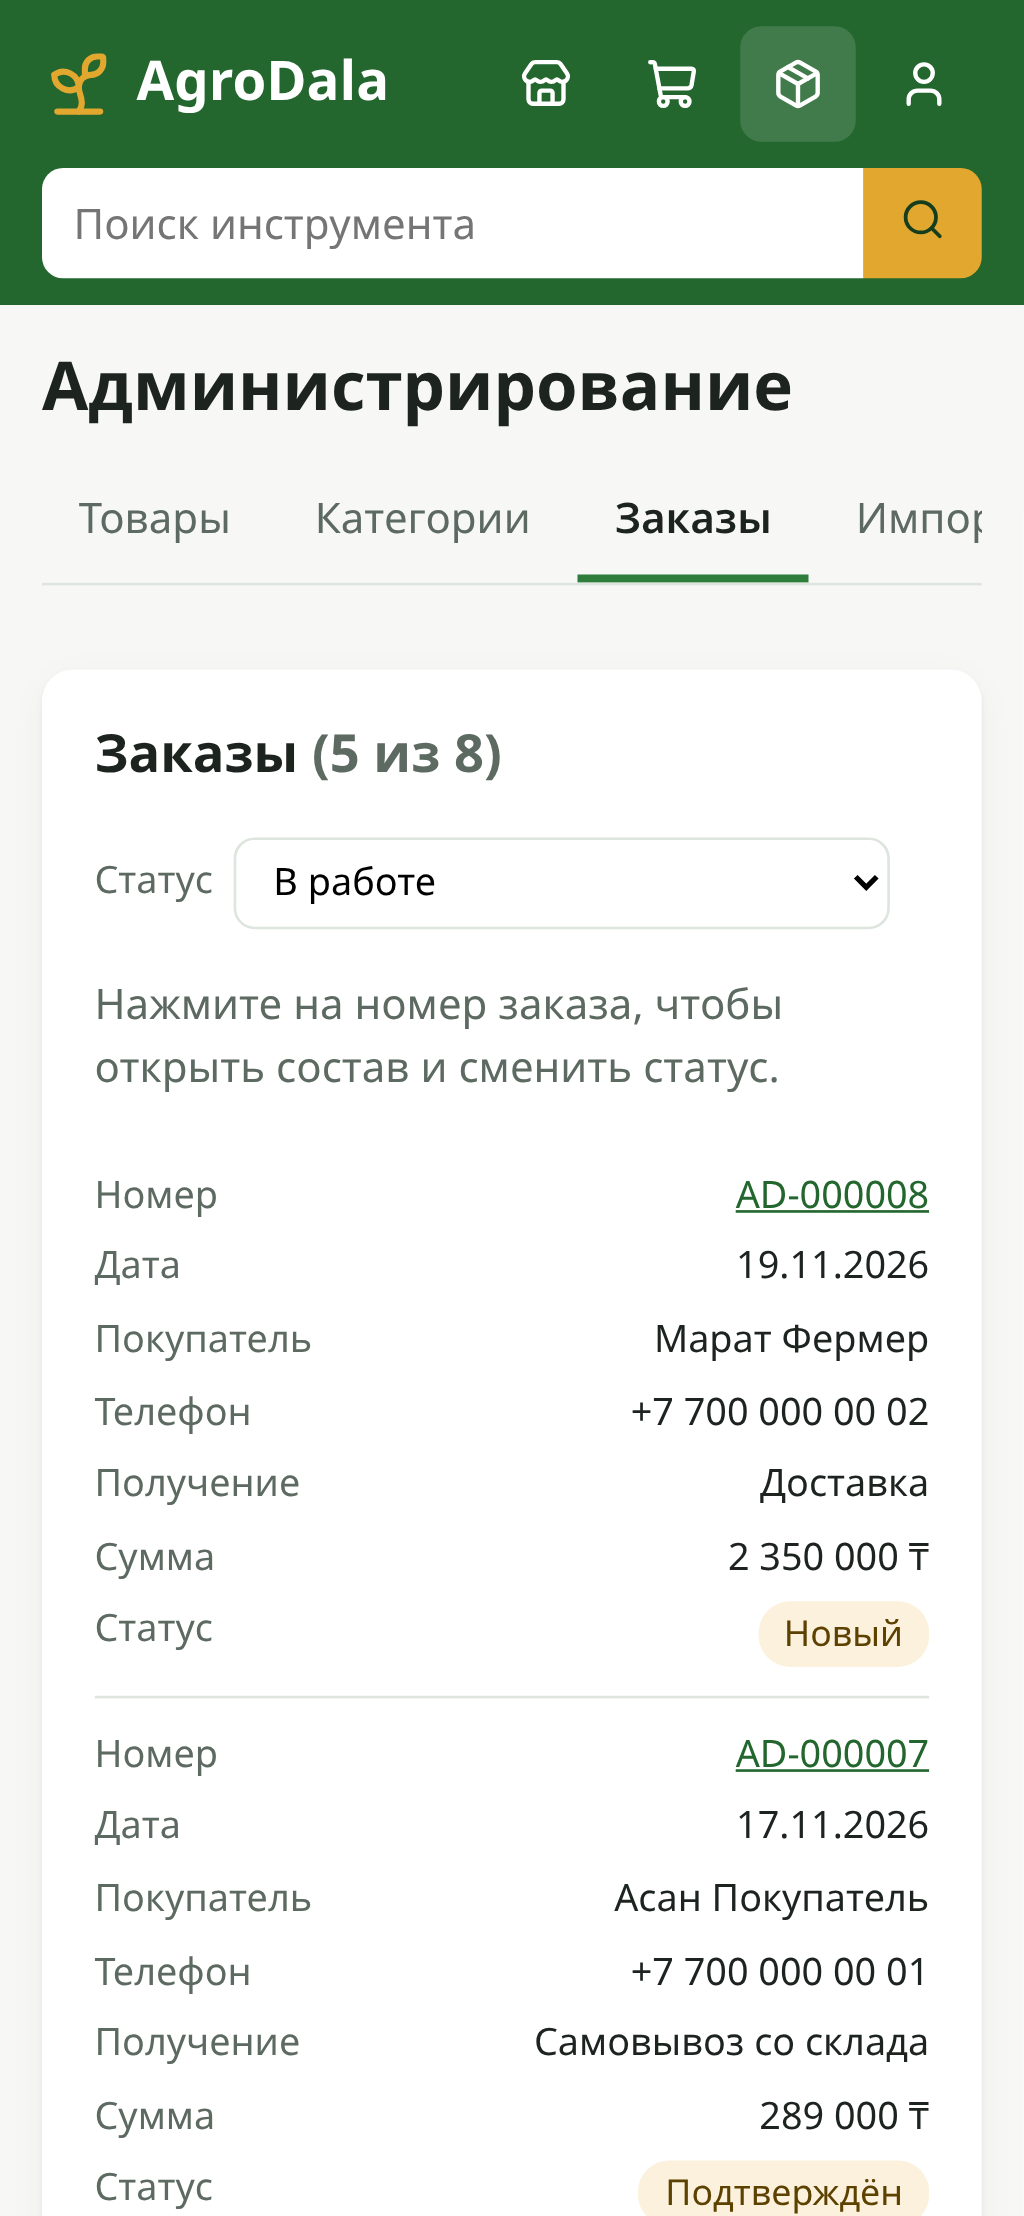 AgroDala
Поиск инструмента
Администрирование
Товары Категории Заказы Импор
Заказы (5 из 8)
Статус В работе
Нажмите на номер заказа, чтобы
открыть состав и сменить статус.
Номер AD-000008
Дата 19.11.2026
Покупатель Марат Фермер
Телефон +7 700 000 00 02
Получение Доставка
Сумма 2 350 000 ₸
Статус Новый
Номер AD-000007
Дата 17.11.2026
Покупатель Асан Покупатель
Телефон +7 700 000 00 01
Получение Самовывоз со склада
Сумма 289 000 ₸
Статус Подтверждён